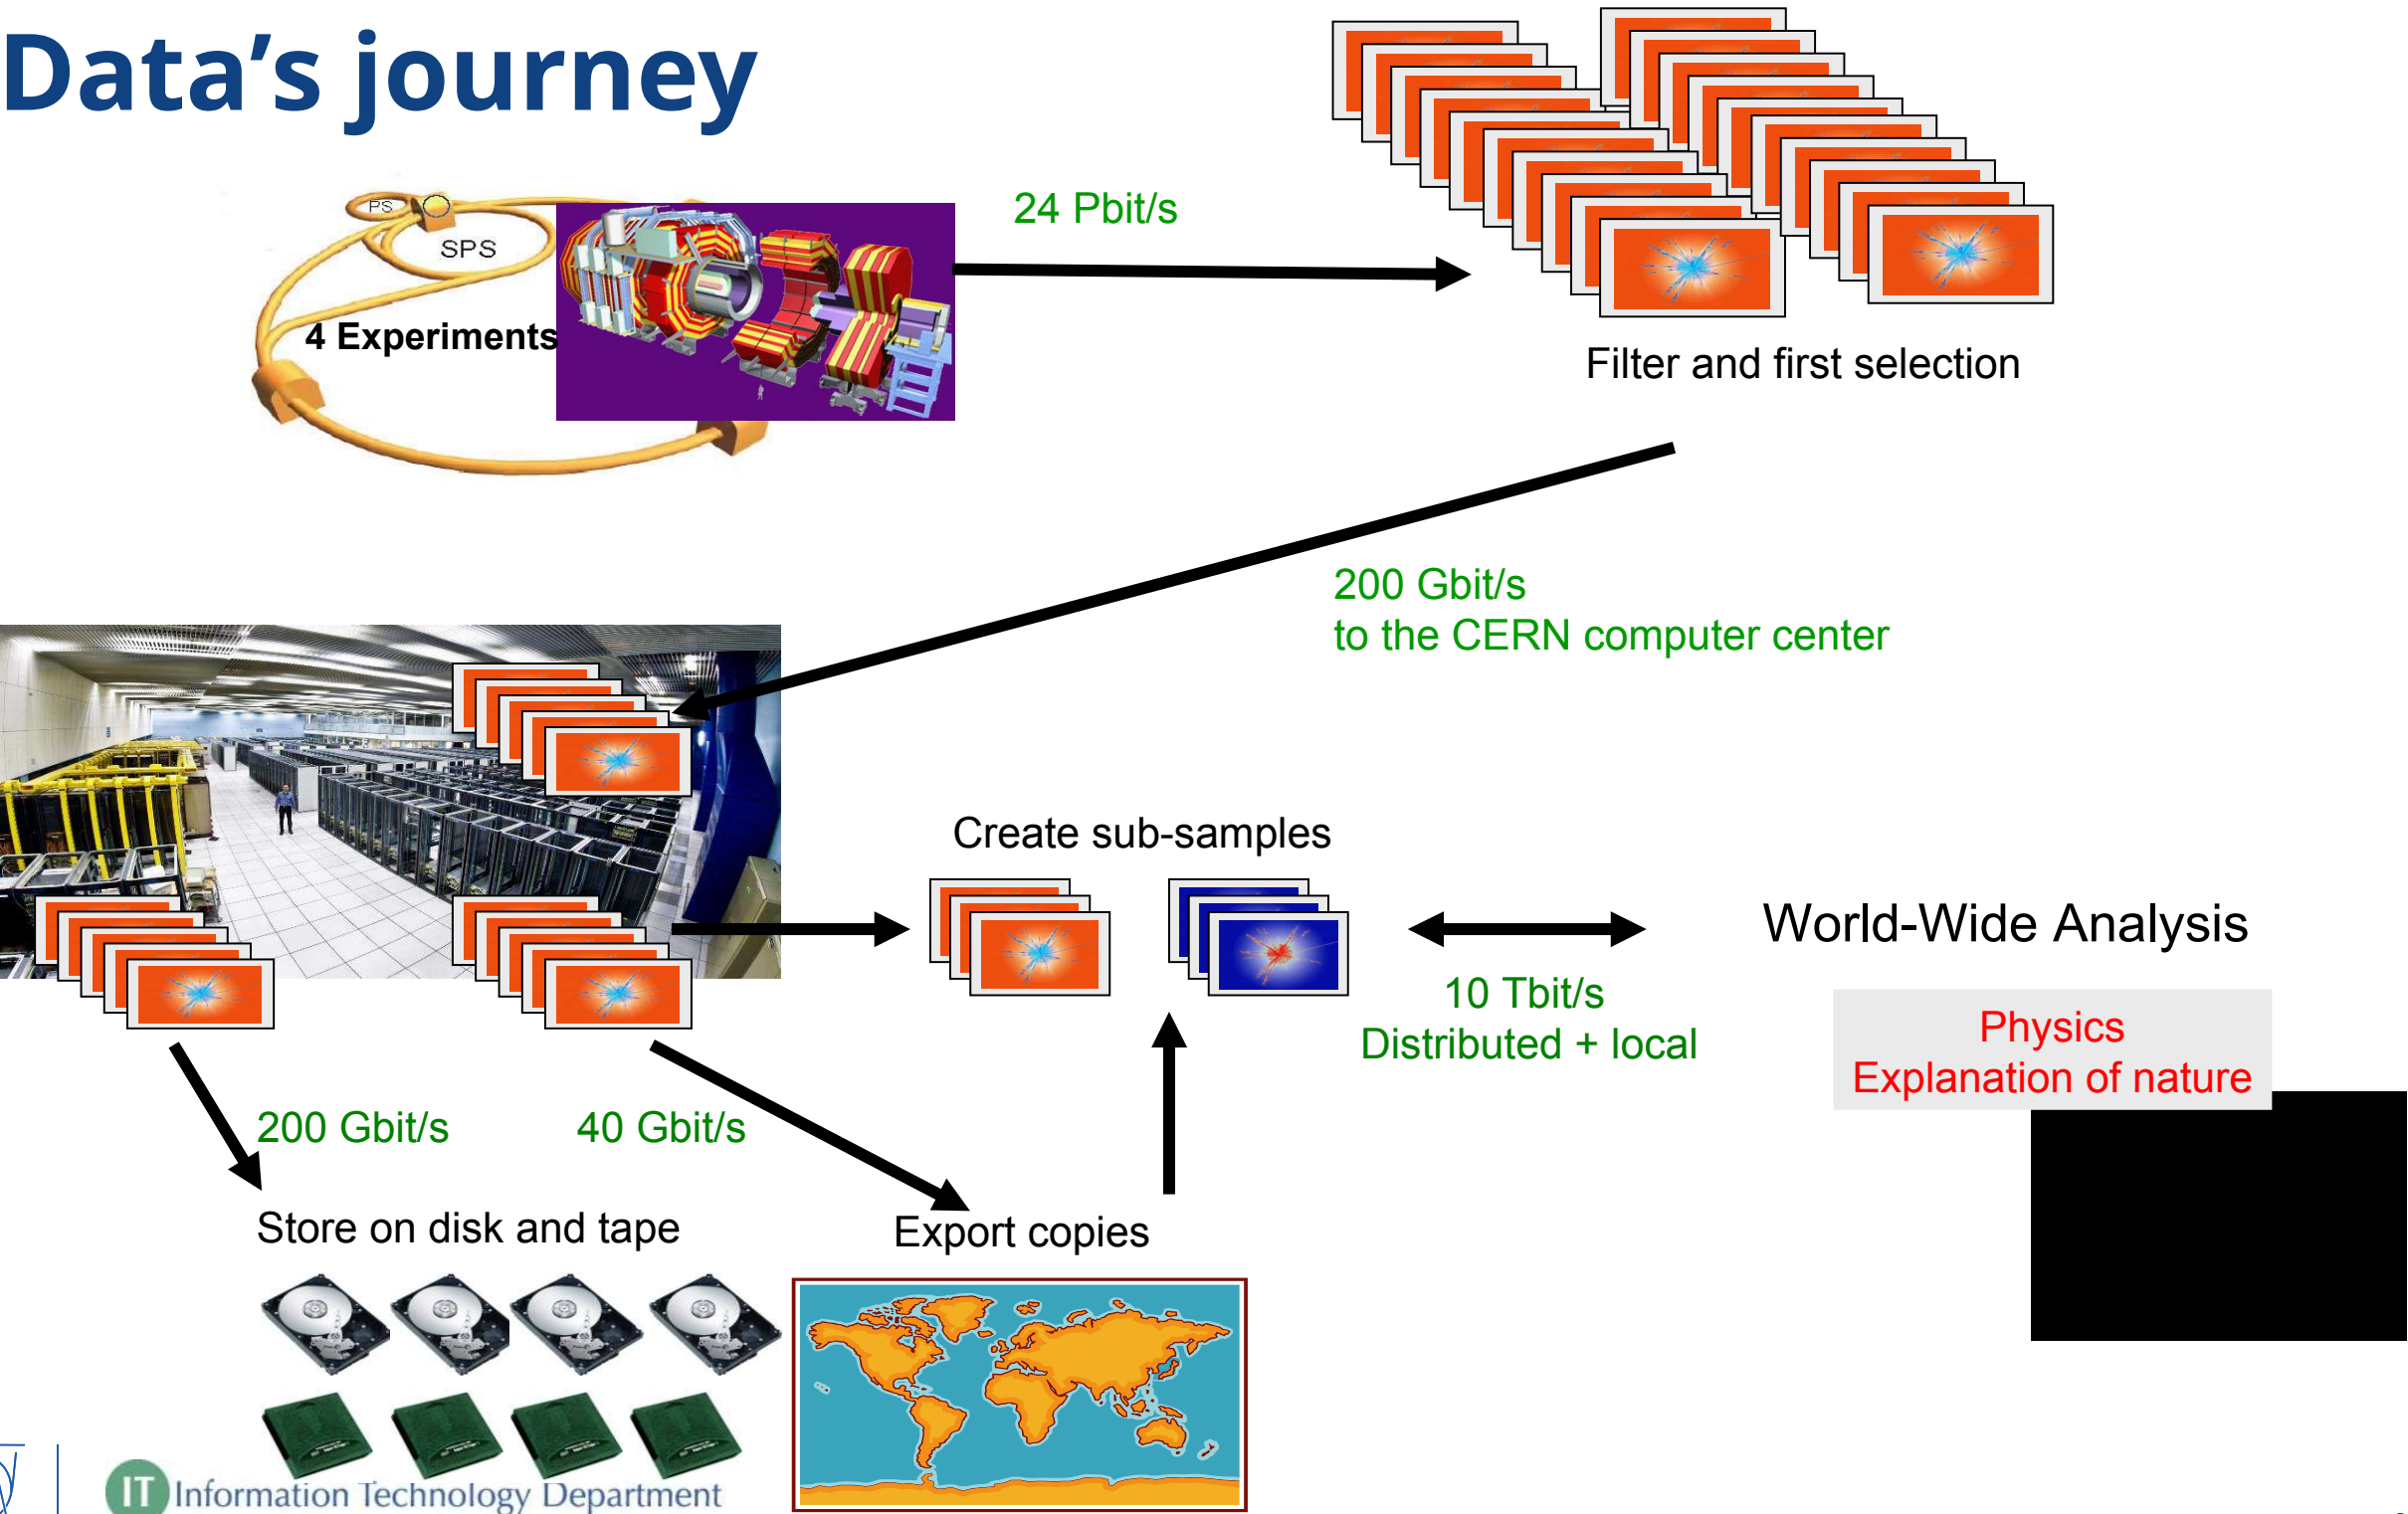 Data’s journey
PS
SPS
4 Experiments
24 Pbit/s
Filter and first selection
200 Gbit/s
to the CERN computer center
Create sub-samples
World-Wide Analysis
10 Tbit/s
Distributed + local
Physics
Explanation of nature
200 Gbit/s
40 Gbit/s
Store on disk and tape
Export copies
IT Information Technology Department